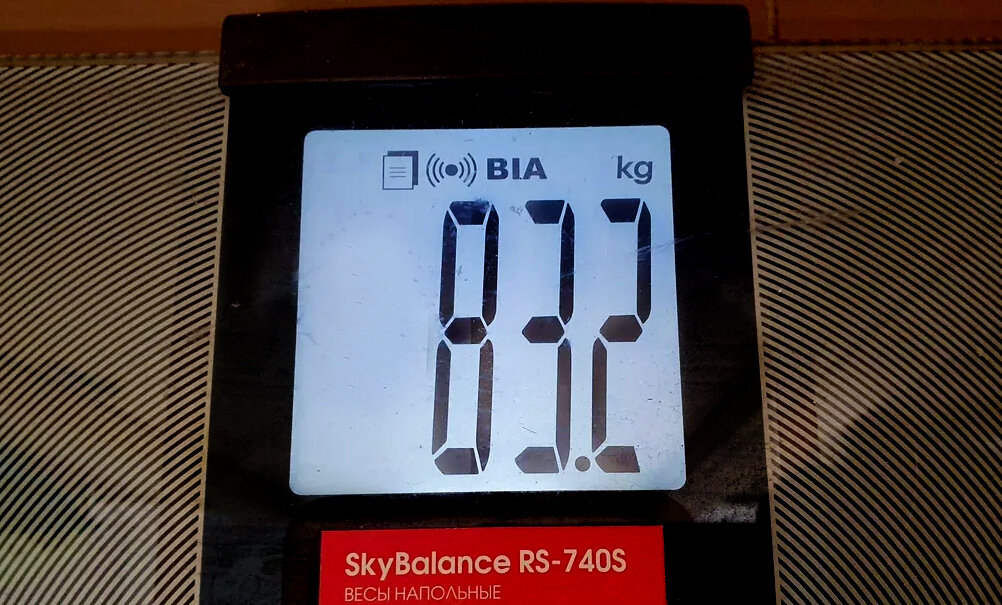 BIA kg
83.2
SkyBalance RS-740S
ВЕСЫ НАПОЛЬНЫЕ